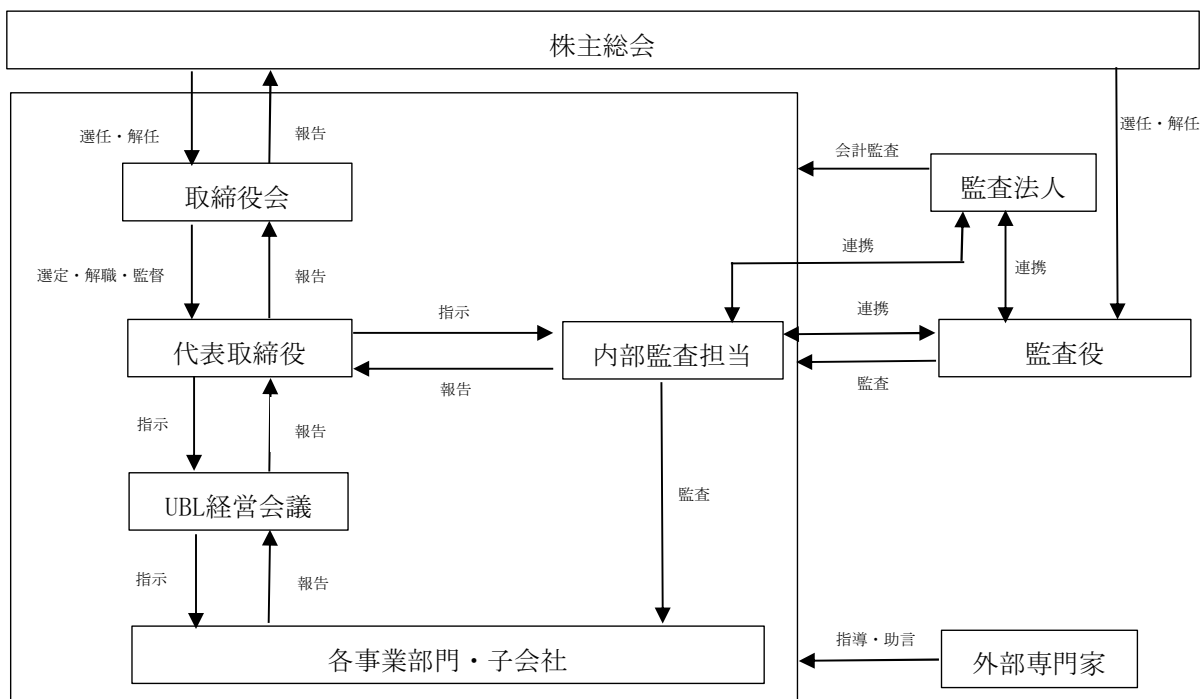 株主総会
選任・解任
報告
選任・解任
会計監査
取締役会
監査法人
連携
選定・解職・監督
報告
連携
指示
連携
代表取締役
内部監査担当
監査役
報告
監査
指示
報告
UBL経営会議
監査
指示
報告
指導・助言
各事業部門・子会社
外部専門家